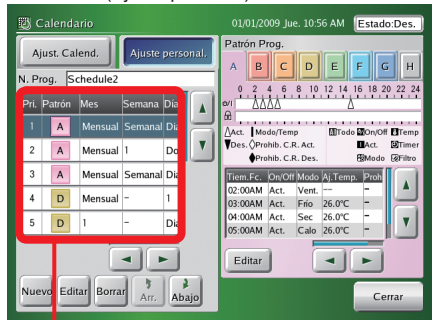 Calendario
01/01/2009 Jue. 10:56 AM Estado:Des.
Ajust. Calend. Ajuste personal.
N. Prog. Schedule2
Pri. Patrón Mes Semana Día
1 A Mensual Semanal Día
2 A Mensual 1 Do
3 A Mensual Semanal Día
4 D Mensual - 1
5 D 1 - Día
Nuevo Editar Borrar Arr. Abajo
Patrón Prog.
A B C D E F G H
0 2 4 6 8 10 12 14 16 18 20 22 24
Act. Modo/Temp Todo On/Off Temp
Des. Prohib. C.R. Act. Act. Timer
Prohib. C.R. Des. Modo Filtro
Tiem.Fc. On/Off Modo Aj.Temp. Proh
02:00AM Act. Vent. -
03:00AM Act. Frío 26.0°C -
04:00AM Act. Sec 26.0°C -
05:00AM Act. Calo 26.0°C -
Editar
Cerrar